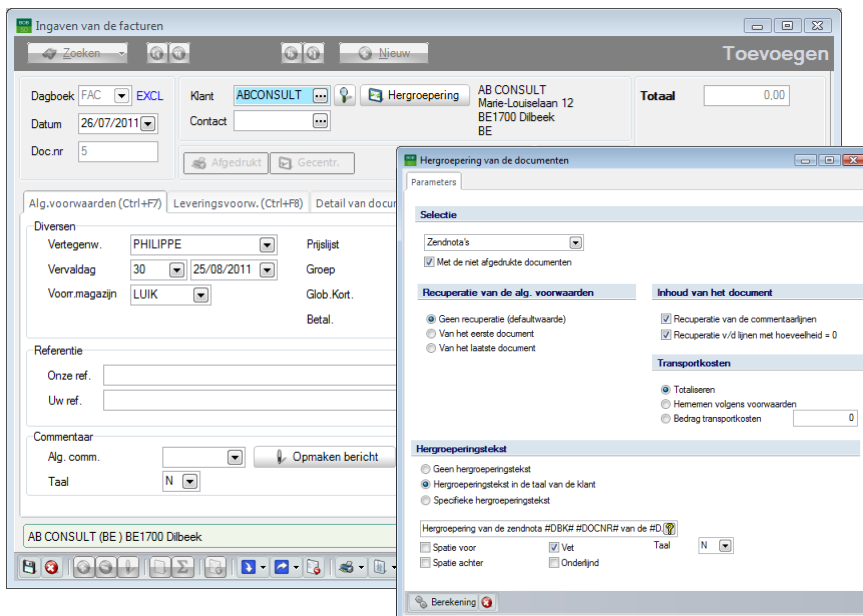 Ingaven van de facturen
Zoeken
Nieuw
Toevoegen
Dagboek FAC EXCL
Datum 26/07/2011
Doc.nr 5
Klant ABCONSULT ... Hergroepering
Contact ...
AB CONSULT
Marie-Louiselaan 12
BE1700 Dilbeek
BE
Totaal 0,00
Afgedrukt Gecentr.
Alg.voorwaarden (Ctrl+F7) Leveringsvoorw. (Ctrl+F8) Detail van docu
Diversen
Vertegenw. PHILIPPE Prijslijst
Vervaldag 30 25/08/2011 Groep
Voorr.magazijn LUIK Glob.Kort.
Betal.
Referentie
Onze ref.
Uw ref.
Commentaar
Alg. comm. Opmaken bericht
Taal N
AB CONSULT (BE ) BE1700 Dilbeek
Hergroepering van de documenten
Parameters
Selectie
Zendnota's
Met de niet afgedrukte documenten
Recuperatie van de alg. voorwaarden
Geen recuperatie (defaultwaarde)
Van het eerste document
Van het laatste document
Inhoud van het document
Recuperatie van de commentaarlijnen
Recuperatie v/d lijnen met hoeveelheid = 0
Transportkosten
Totaliseren
Hernemen volgens voorwaarden
Bedrag transportkosten 0
Hergroeperingstekst
Geen hergroeperingstekst
Hergroeperingstekst in de taal van de klant
Specifieke hergroeperingstekst
Hergroepering van de zendnota #DBK# #DOCNR# van de #D.
Spatie voor Vet Taal N
Spatie achter Onderlijnd
Berekening